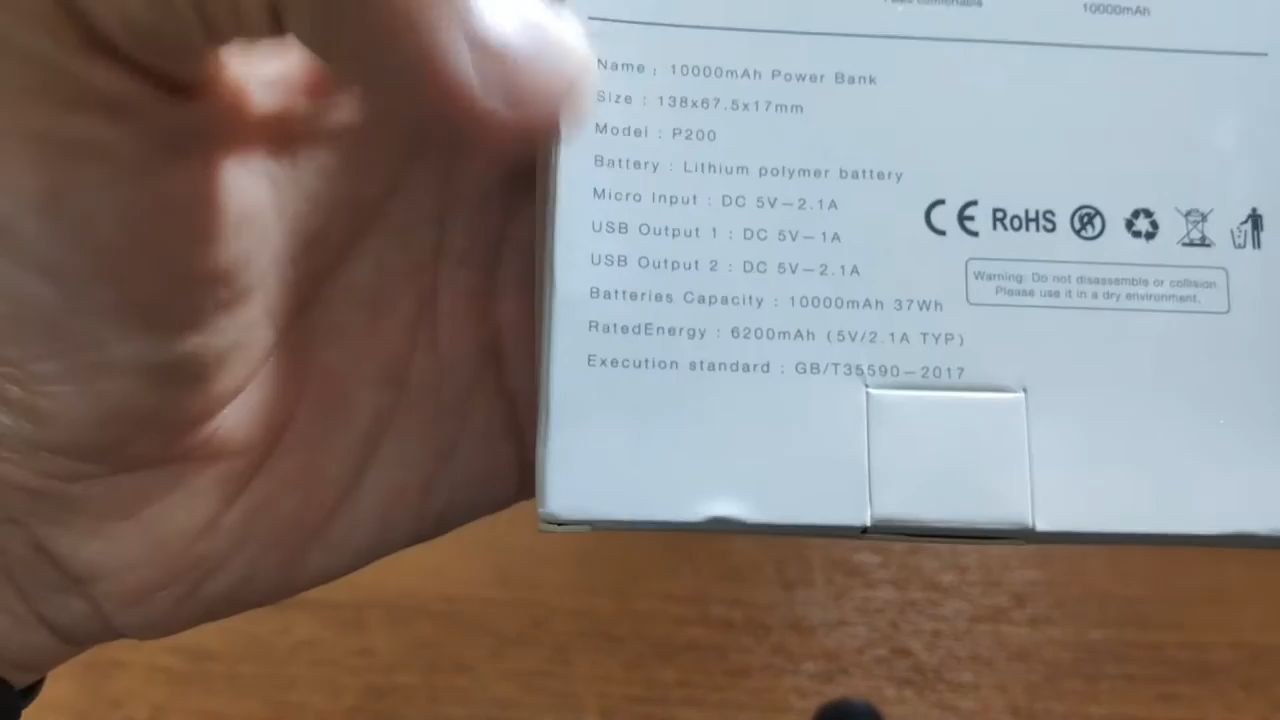 10000mAh
Name : 10000mAh Power Bank
Size : 138x67.5x17mm
Model : P200
Battery : Lithium polymer battery
Micro Input : DC 5V—2.1A
USB Output 1 : DC 5V—1A
USB Output 2 : DC 5V—2.1A
Batteries Capacity : 10000mAh 37Wh
RatedEnergy : 6200mAh (5V/2.1A TYP)
Execution standard : GB/T35590—2017
CE RoHS
Warning: Do not disassemble or collision.
Please use it in a dry environment.